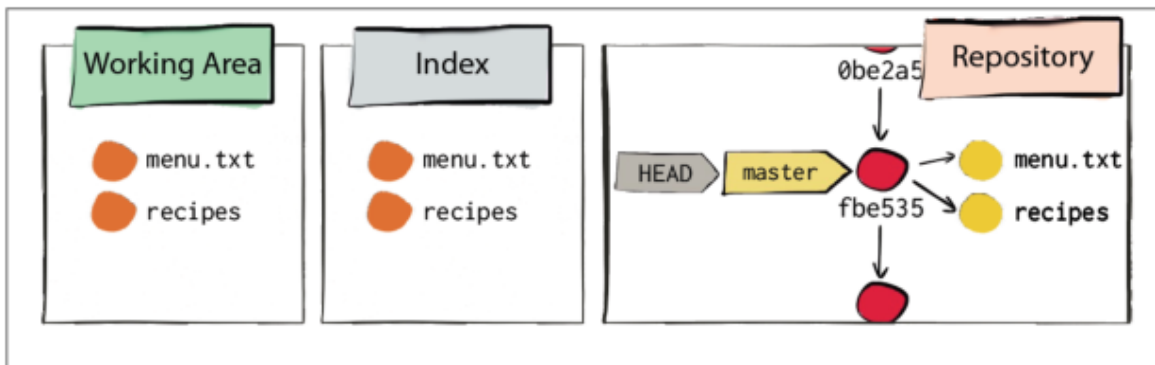 Working Area
menu.txt
recipes
Index
menu.txt
recipes
Repository
0be2a5
HEAD
master
menu.txt
fbe535
recipes